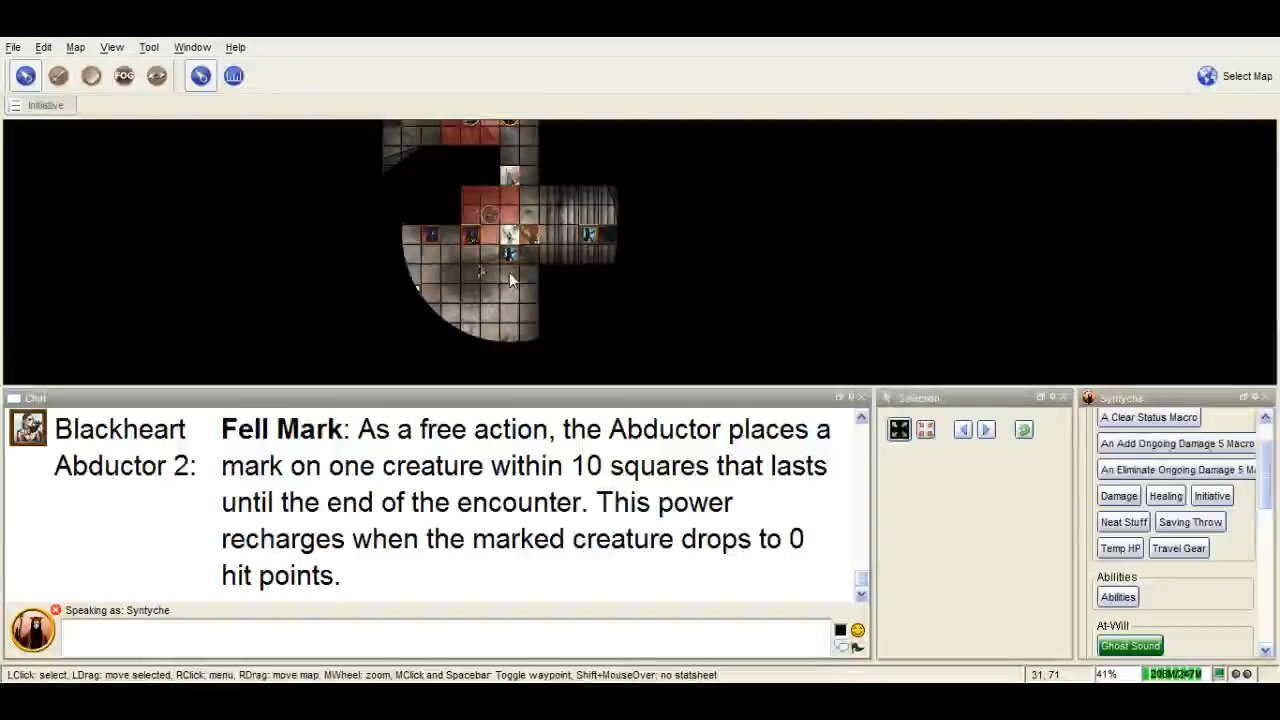 File Edit Map View Tool Window Help
FOG
Select Map
Initiative
Chat Selection Syntyche
Blackheart
Abductor 2:
Fell Mark: As a free action, the Abductor places a
mark on one creature within 10 squares that lasts
until the end of the encounter. This power
recharges when the marked creature drops to 0
hit points.
Speaking as: Syntyche
A Clear Status Macro
An Add Ongoing Damage 5 Macro
An Eliminate Ongoing Damage 5 Ma
Damage Healing Initiative
Neat Stuff Saving Throw
Temp HP Travel Gear
Abilities
Abilities
At-Will
Ghost Sound
LClick: select, LDrag: move selected, RClick: menu, RDrag: move map, MWheel: zoom, MClick and Spacebar: Toggle waypoint, Shift+MouseOver: no statsheet
31, 71
41%
208M/247M